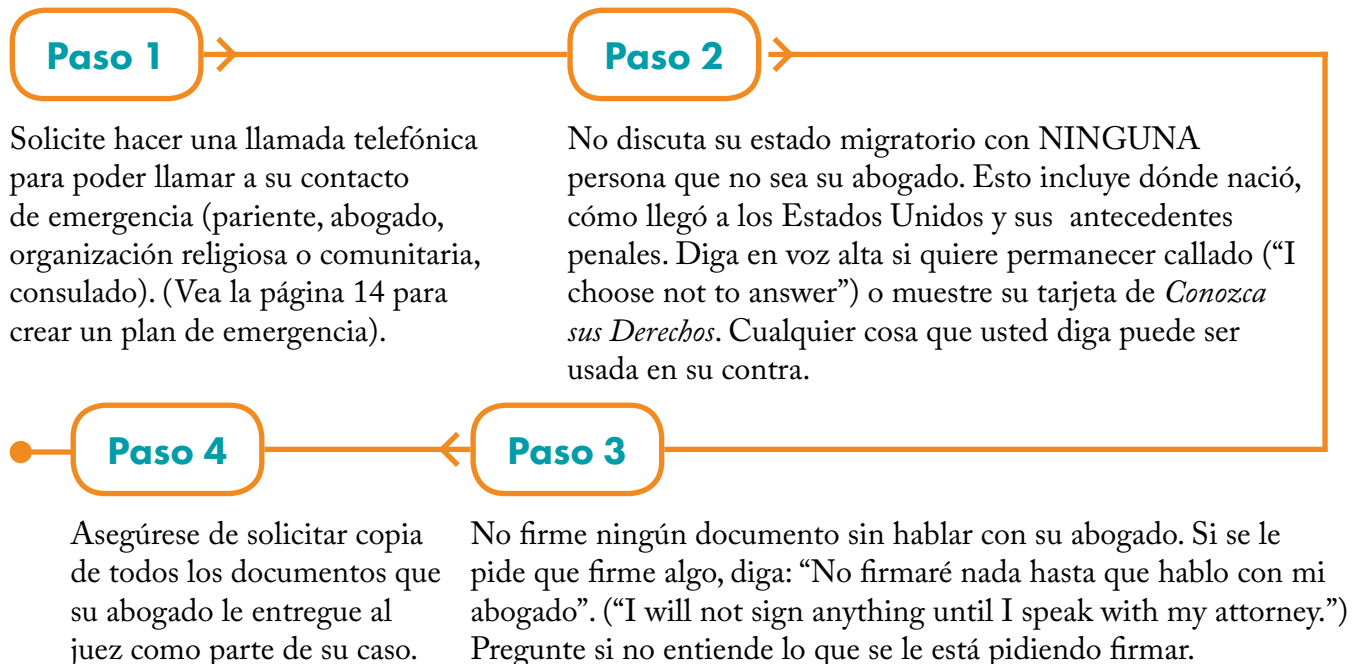 Paso 1
Solicite hacer una llamada telefónica
para poder llamar a su contacto
de emergencia (pariente, abogado,
organización religiosa o comunitaria,
consulado). (Vea la página 14 para
crear un plan de emergencia).
Paso 2
No discuta su estado migratorio con NINGUNA
persona que no sea su abogado. Esto incluye dónde nació,
cómo llegó a los Estados Unidos y sus antecedentes
penales. Diga en voz alta si quiere permanecer callado (“I
choose not to answer”) o muestre su tarjeta de Conozca
sus Derechos. Cualquier cosa que usted diga puede ser
usada en su contra.
Paso 3
No firme ningún documento sin hablar con su abogado. Si se le
pide que firme algo, diga: “No firmaré nada hasta que hablo con mi
abogado”. (“I will not sign anything until I speak with my attorney.”)
Pregunte si no entiende lo que se le está pidiendo firmar.
Paso 4
Asegúrese de solicitar copia
de todos los documentos que
su abogado le entregue al
juez como parte de su caso.